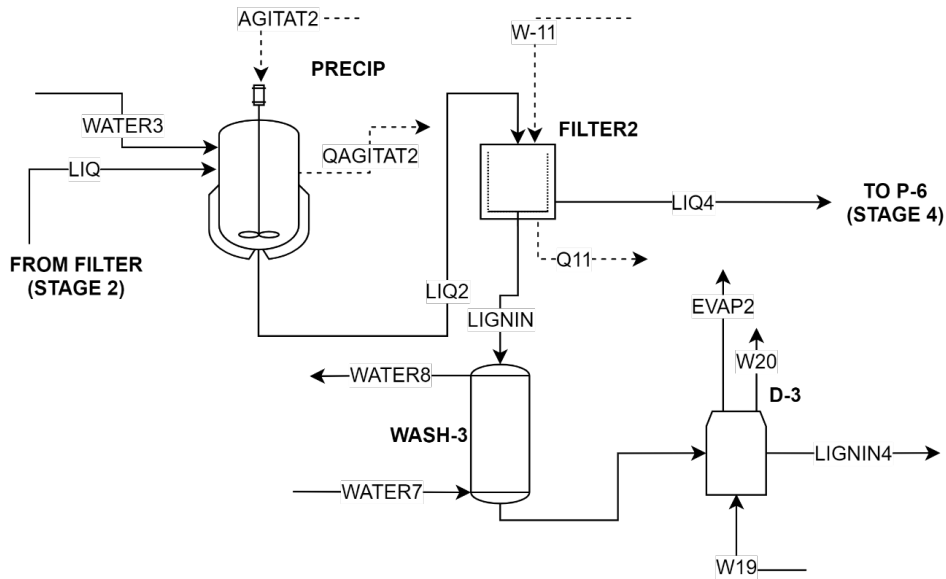 AGITAT2
W-11
PRECIP
WATER3
FILTER2
QAGITAT2
LIQ
LIQ4
TO P-6
(STAGE 4)
FROM FILTER
(STAGE 2)
Q11
LIQ2
EVAP2
LIGNIN
W20
WATER8
D-3
WASH-3
LIGNIN4
WATER7
W19